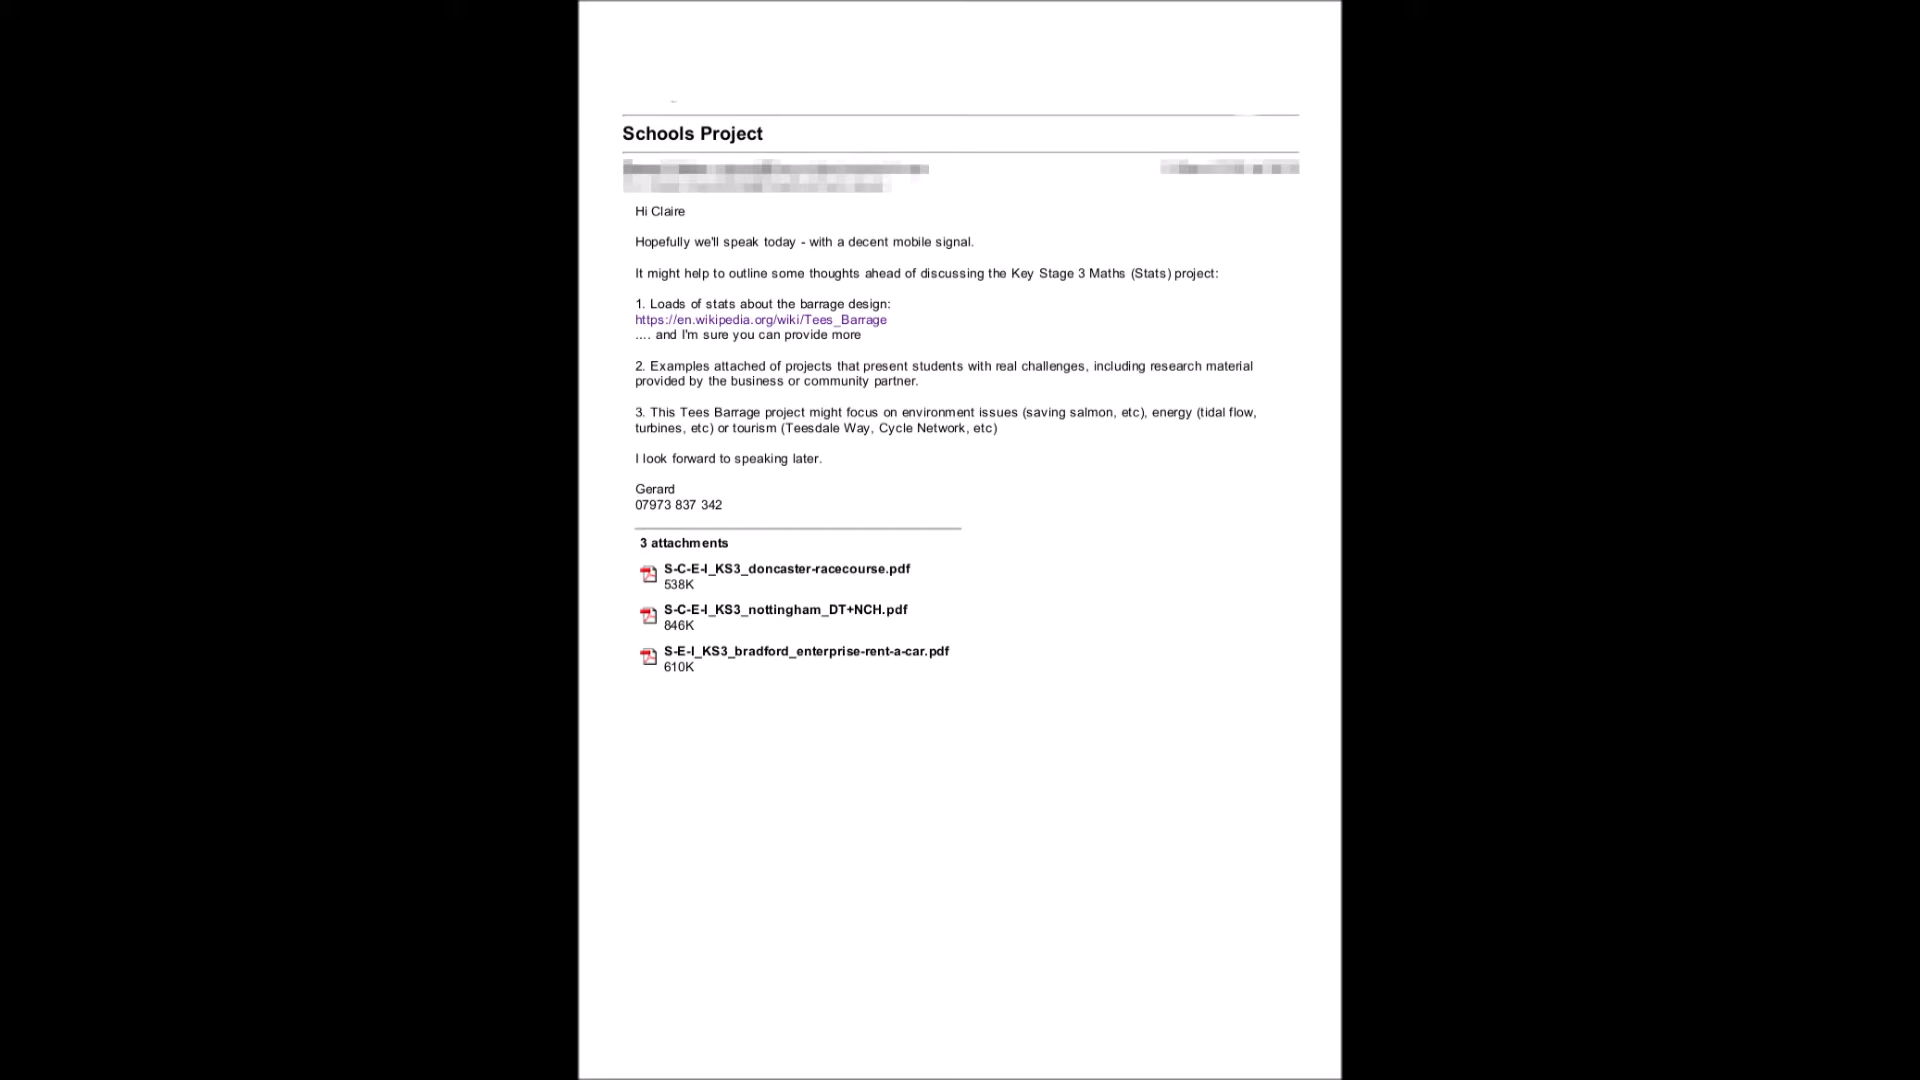 Schools Project
Hi Claire
Hopefully we'll speak today - with a decent mobile signal.
It might help to outline some thoughts ahead of discussing the Key Stage 3 Maths (Stats) project:
1. Loads of stats about the barrage design:
https://en.wikipedia.org/wiki/Tees_Barrage
.... and I'm sure you can provide more
2. Examples attached of projects that present students with real challenges, including research material
provided by the business or community partner.
3. This Tees Barrage project might focus on environment issues (saving salmon, etc), energy (tidal flow,
turbines, etc) or tourism (Teesdale Way, Cycle Network, etc)
I look forward to speaking later.
Gerard
07973 837 342
3 attachments
S-C-E-I_KS3_doncaster-racecourse.pdf
538K
S-C-E-I_KS3_nottingham_DT+NCH.pdf
846K
S-E-I_KS3_bradford_enterprise-rent-a-car.pdf
610K